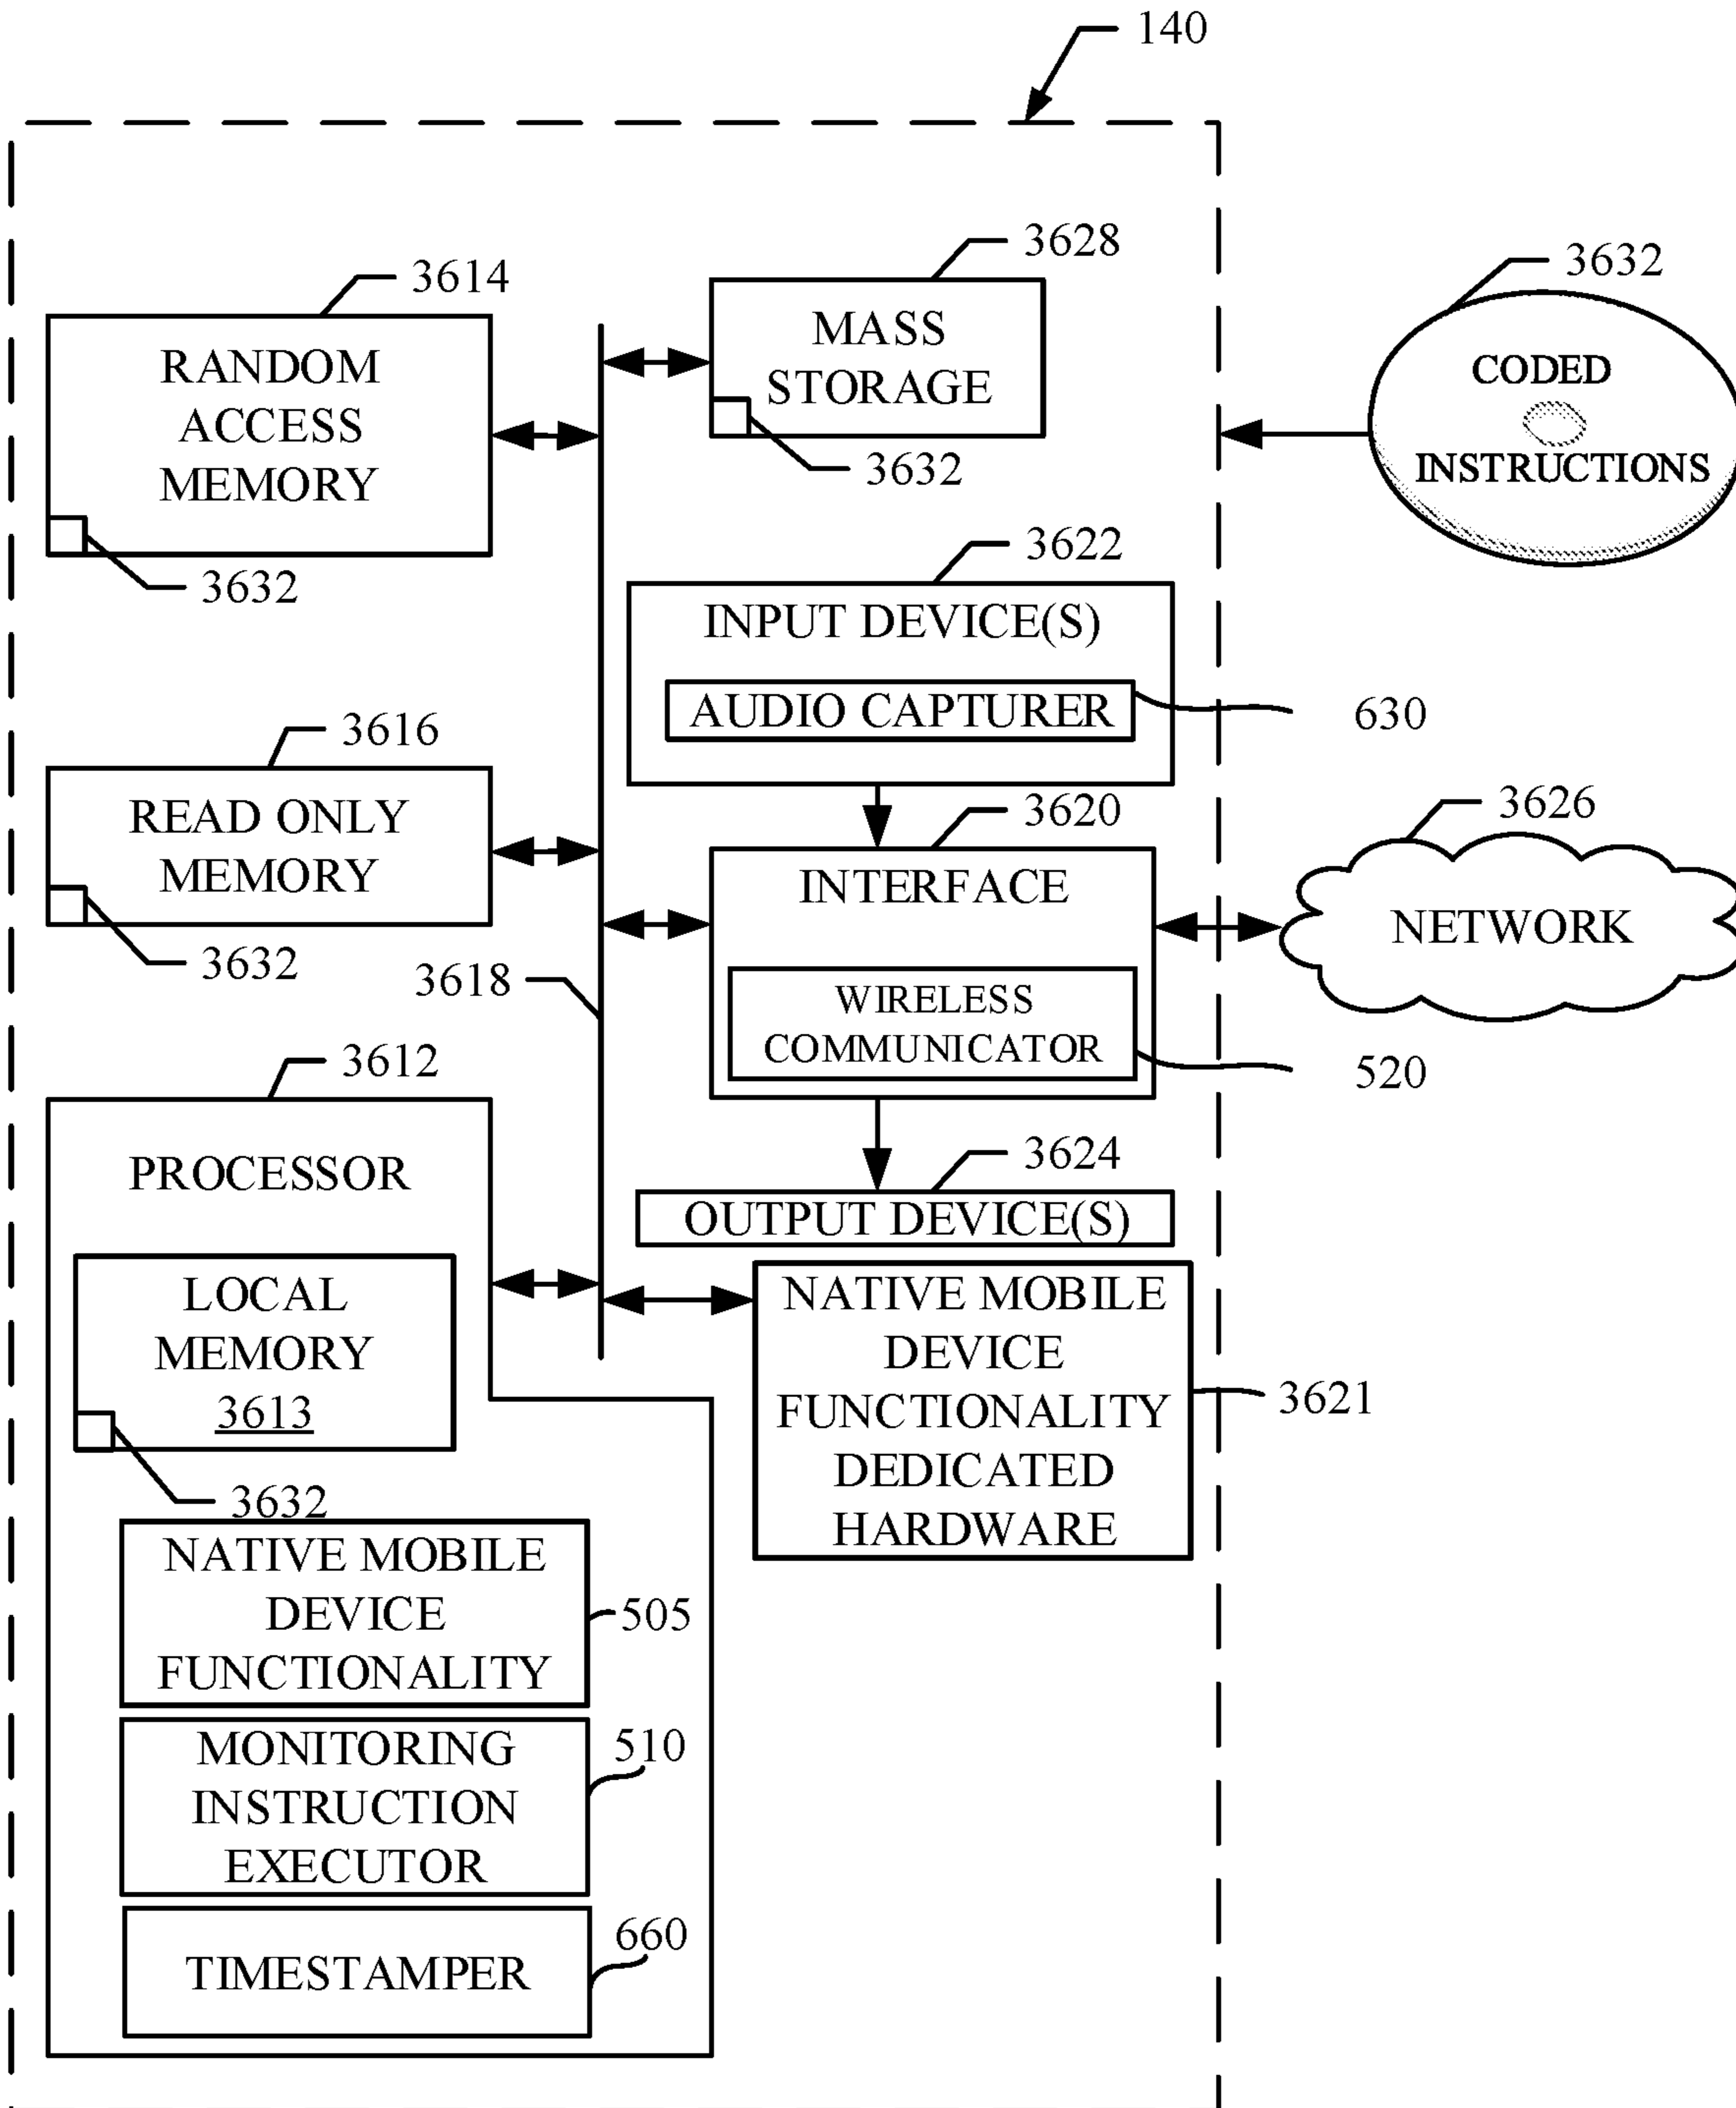 140
3628
3614
3632
MASS
STORAGE
RANDOM
ACCESS
MEMORY
CODED
INSTRUCTIONS
3632
3632
3622
INPUT DEVICE(S)
AUDIO CAPTURER
630
3616
READ ONLY
MEMORY
3632
3620
INTERFACE
3626
NETWORK
3618
WIRELESS
COMMUNICATOR
520
3612
PROCESSOR
3624
OUTPUT DEVICE(S)
LOCAL
MEMORY
3613
3632
NATIVE MOBILE
DEVICE
FUNCTIONALITY
DEDICATED
HARDWARE
3621
NATIVE MOBILE
DEVICE
FUNCTIONALITY
505
MONITORING
INSTRUCTION
EXECUTOR
510
TIMESTAMPER
660